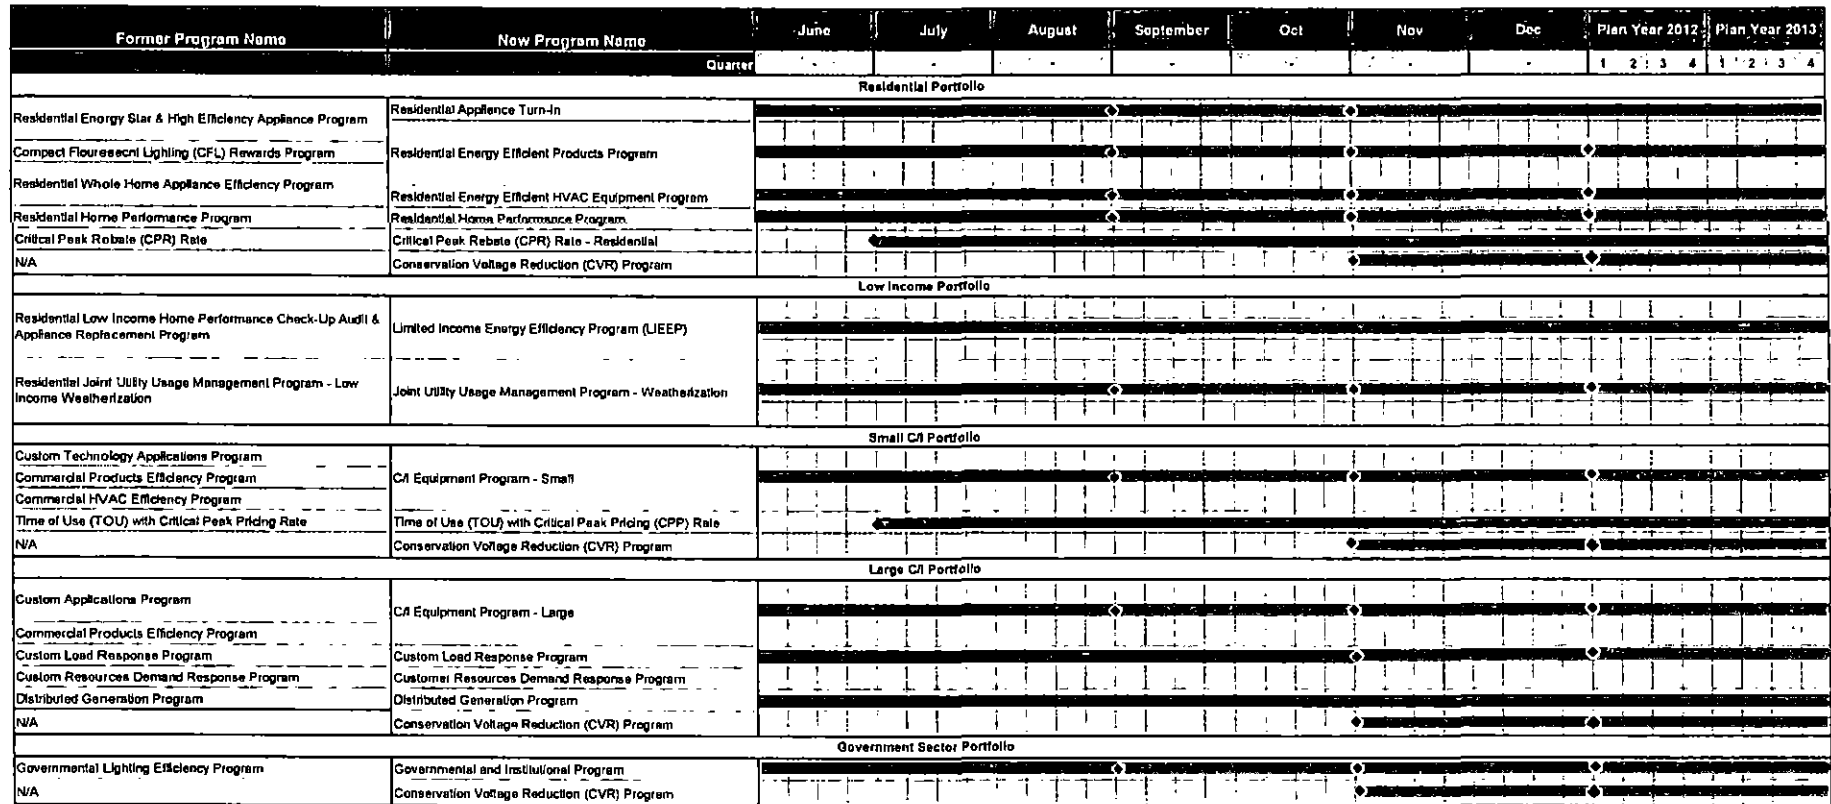 Former Program Name New Program Name June July August September Oct Nov Dec Plan Year 2012 Plan Year 2013
Quarter 1 2 3 4 1 2 3 4
Residential Portfolio
Residential Energy Star & High Efficiency Appliance Program
Residential Appliance Turn-In
Compact Flouresecnt Lighting (CFL) Rewards Program
Residential Energy Efficient Products Program
Residential Whole Home Appliance Efficiency Program
Residential Energy Efficient HVAC Equipment Program
Residential Home Performance Program
Residential Home Performance Program
Critical Peak Rebate (CPR) Rate
Critical Peak Rebate (CPR) Rate - Residential
N/A
Conservation Voltage Reduction (CVR) Program
Low Income Portfolio
Residential Low Income Home Performance Check-Up Audit &
Appliance Replacement Program
Limited Income Energy Efficiency Program (LIEEP)
Residential Joint Utility Usage Management Program - Low
Income Weatherization
Joint Utility Usage Management Program - Weatherization
Small C/I Portfolio
Custom Technology Applications Program
Commercial Products Efficiency Program
C/I Equipment Program - Small
Commercial HVAC Efficiency Program
Time of Use (TOU) with Critical Peak Pricing Rate
Time of Use (TOU) with Critical Peak Pricing (CPP) Rate
N/A
Conservation Voltage Reduction (CVR) Program
Large C/I Portfolio
Custom Applications Program
C/I Equipment Program - Large
Commercial Products Efficiency Program
Custom Load Response Program
Custom Load Response Program
Custom Resources Demand Response Program
Customer Resources Demand Response Program
Distributed Generation Program
Distributed Generation Program
N/A
Conservation Voltage Reduction (CVR) Program
Government Sector Portfolio
Governmental Lighting Efficiency Program
Governmental and Institutional Program
N/A
Conservation Voltage Reduction (CVR) Program